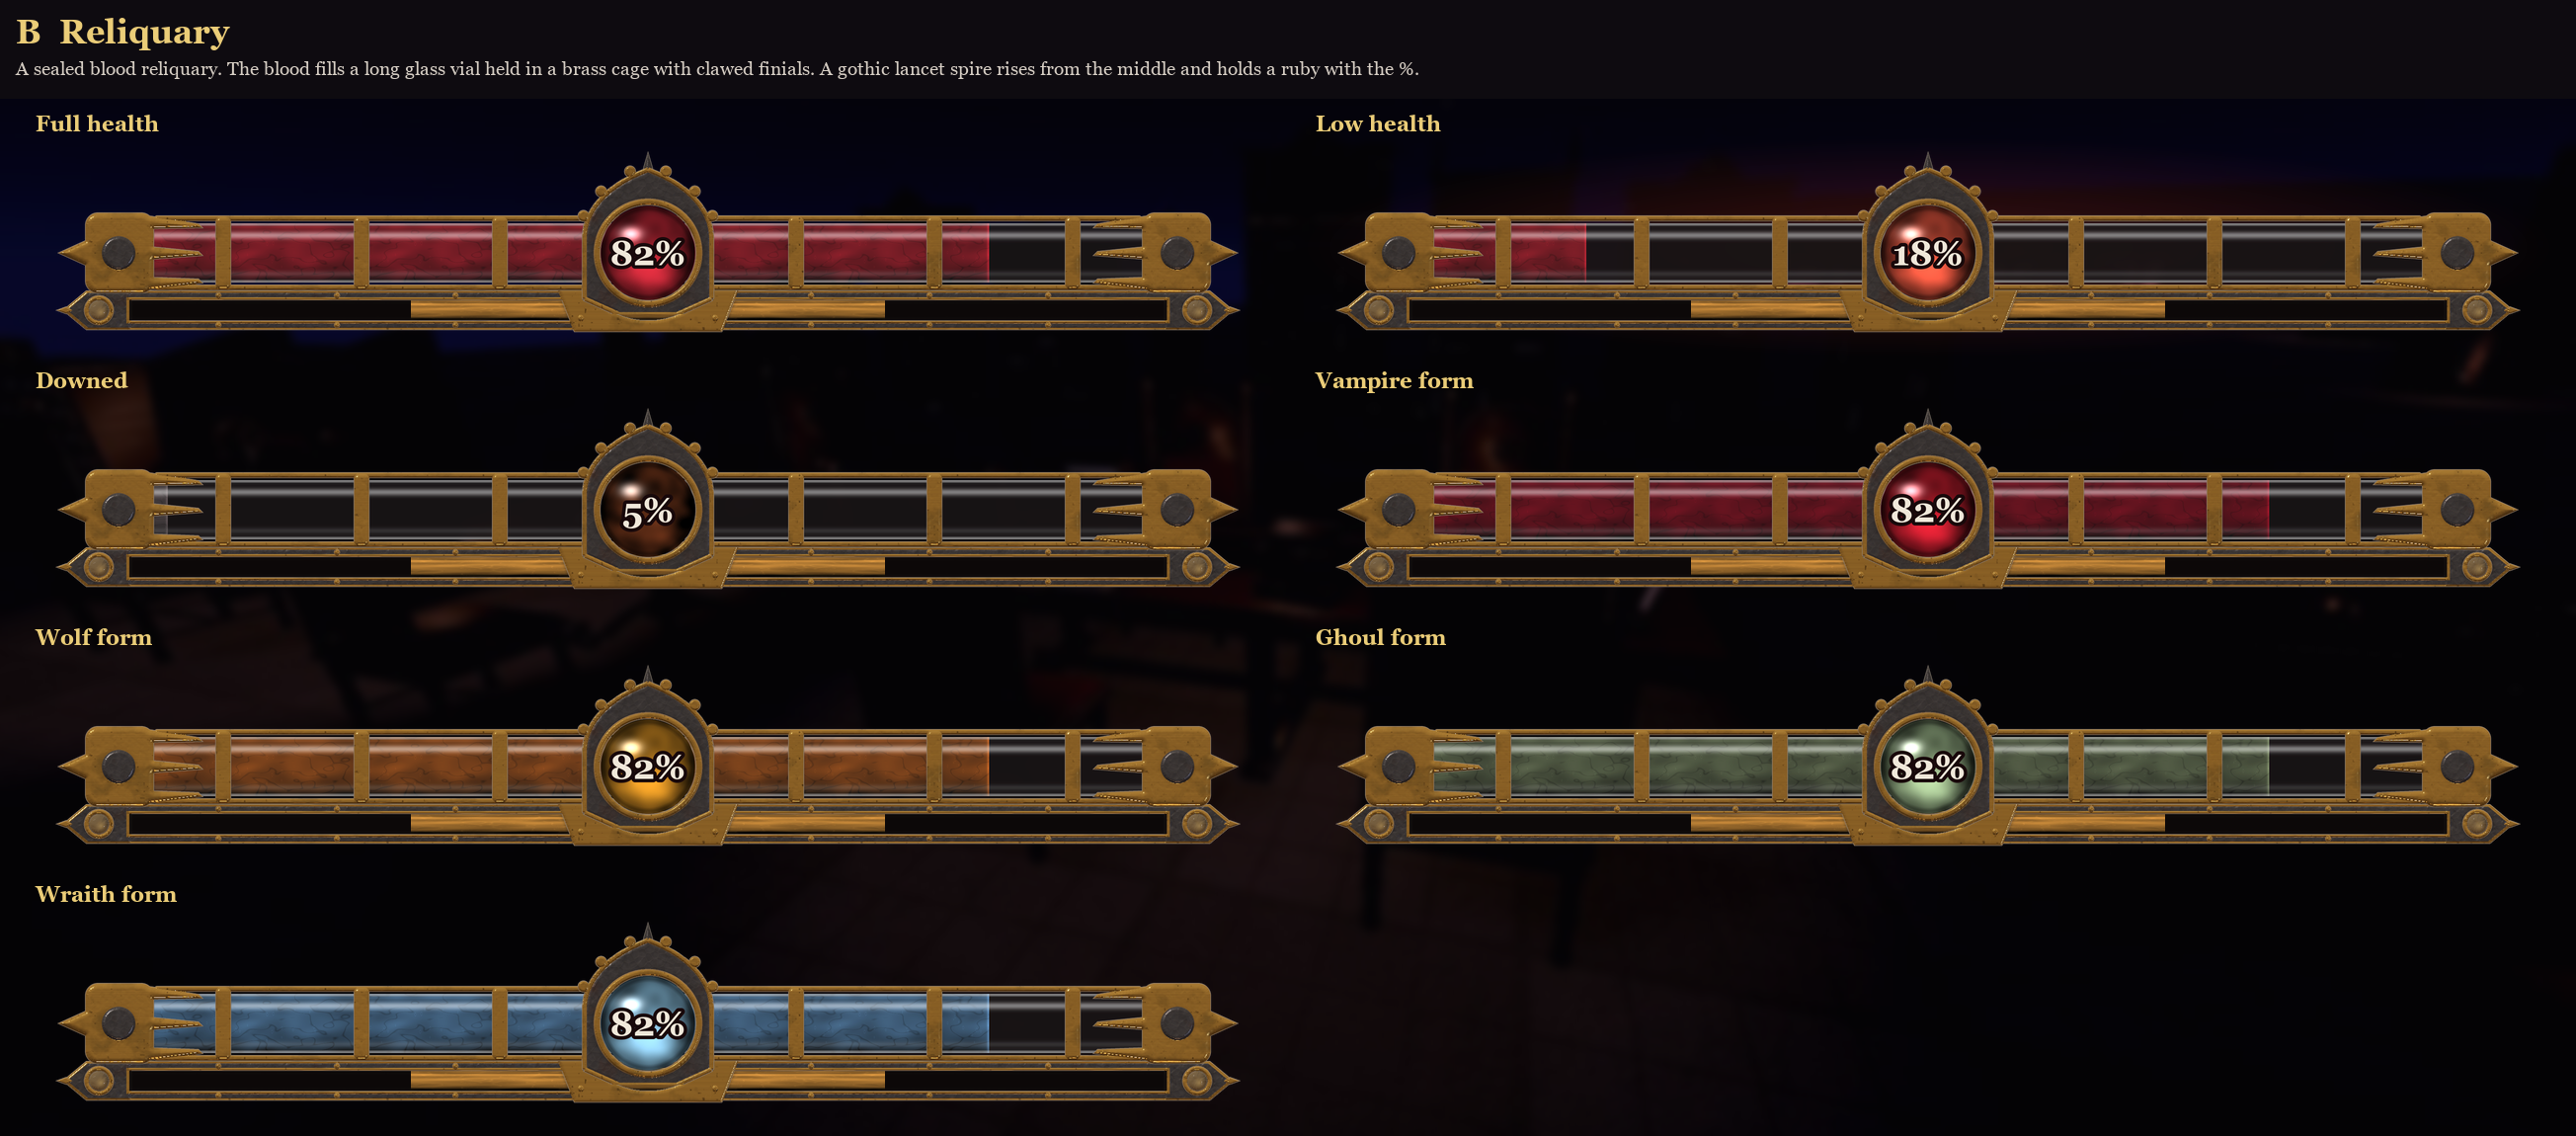 B Reliquary
A sealed blood reliquary. The blood fills a long glass vial held in a brass cage with clawed finials. A gothic lancet spire rises from the middle and holds a ruby with the %.
Full health
Low health
82%
18%
Downed
Vampire form
5%
82%
Wolf form
Ghoul form
82%
82%
Wraith form
82%